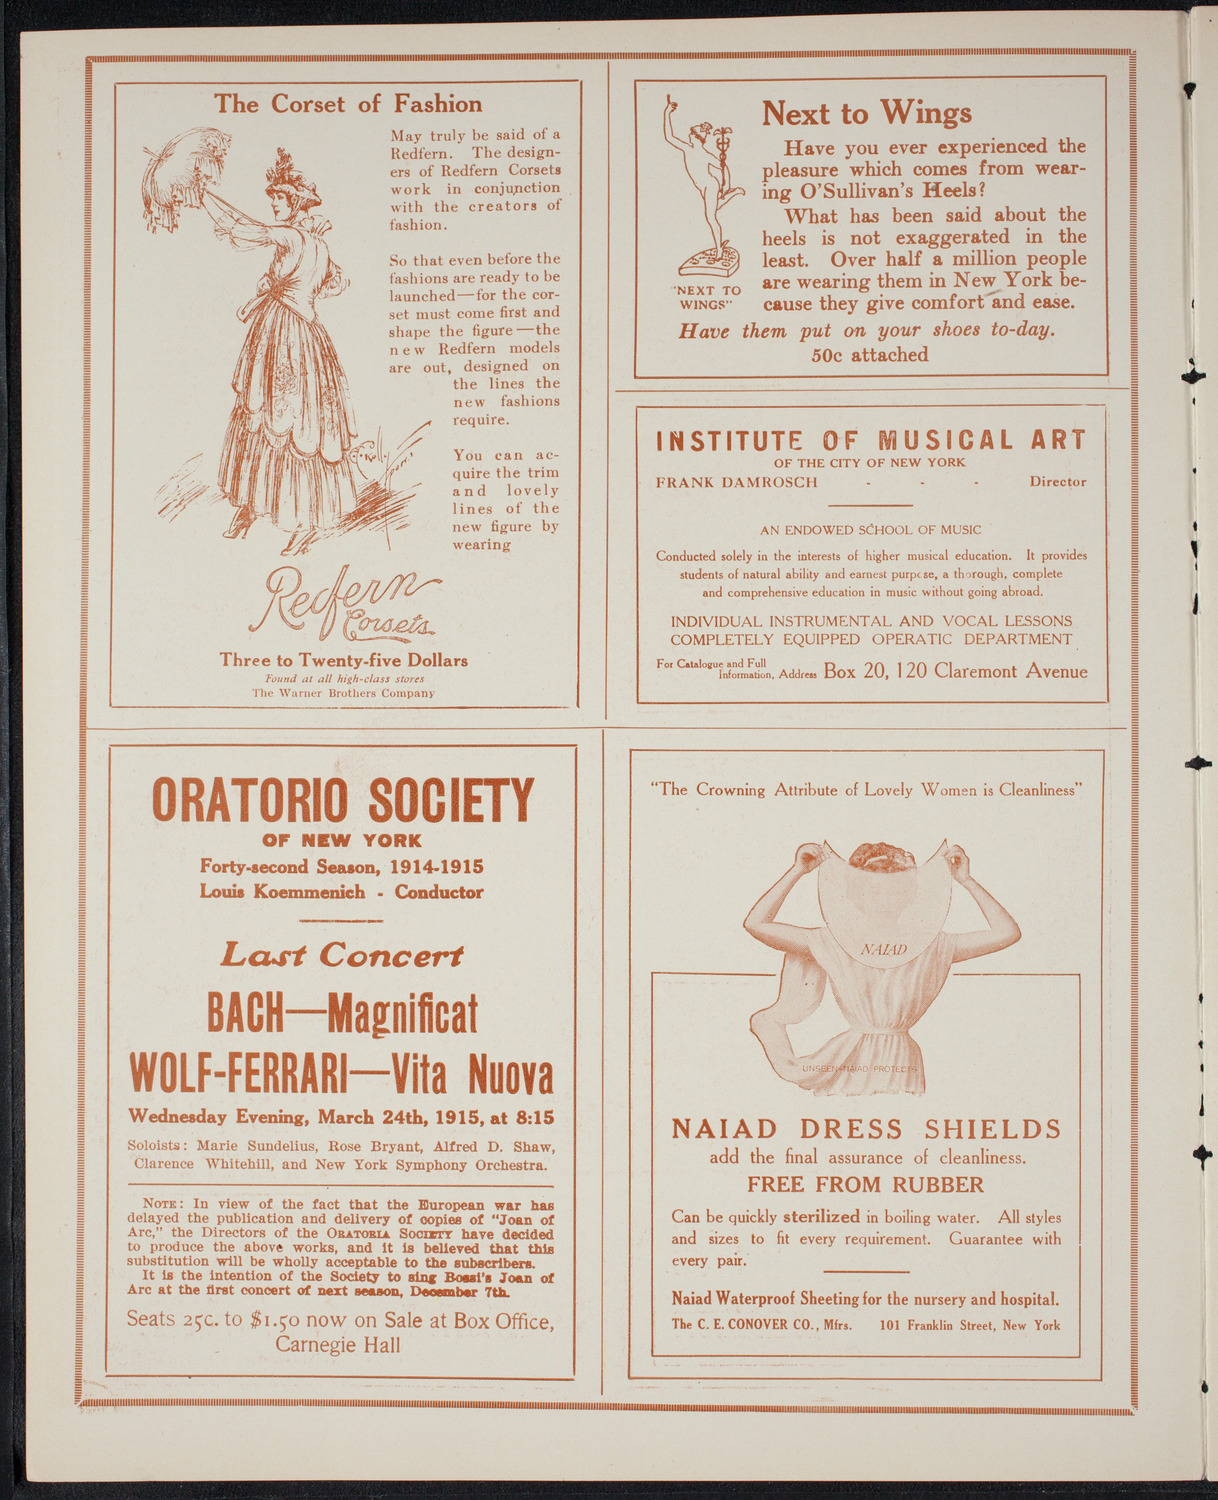 The Corset of Fashion
May truly be said of a
Redfern. The design-
ers of Redfern Corsets
work in conjunction
with the creators of
fashion.
So that even before the
fashions are ready to be
launched—for the cor-
set must come first and
shape the figure—the
new Redfern models
are out, designed on
the lines the
new fashions
require.
You can ac-
quire the trim
and lovely
lines of the
new figure by
wearing
Redfern
Corsets
Three to Twenty-five Dollars
Found at all high-class stores
The Warner Brothers Company
Next to Wings
Have you ever experienced the
pleasure which comes from wear-
ing O'Sullivan's Heels?
What has been said about the
heels is not exaggerated in the
least. Over half a million people
are wearing them in New York be-
cause they give comfort and ease.
"NEXT TO
WINGS"
Have them put on your shoes to-day.
50c attached
INSTITUTE OF MUSICAL ART
OF THE CITY OF NEW YORK
FRANK DAMROSCH - - - Director
AN ENDOWED SCHOOL OF MUSIC
Conducted solely in the interests of higher musical education. It provides
students of natural ability and earnest purpose, a thorough, complete
and comprehensive education in music without going abroad.
INDIVIDUAL INSTRUMENTAL AND VOCAL LESSONS
COMPLETELY EQUIPPED OPERATIC DEPARTMENT
For Catalogue and Full
Information, Address Box 20, 120 Claremont Avenue
ORATORIO SOCIETY
OF NEW YORK
Forty-second Season, 1914-1915
Louis Koemmenich - Conductor
Last Concert
BACH—Magnificat
WOLF-FERRARI—Vita Nuova
Wednesday Evening, March 24th, 1915, at 8:15
Soloists: Marie Sundelius, Rose Bryant, Alfred D. Shaw,
Clarence Whitehill, and New York Symphony Orchestra.
NOTE: In view of the fact that the European war has
delayed the publication and delivery of copies of "Joan of
Arc," the Directors of the ORATORIA SOCIETY have decided
to produce the above works, and it is believed that this
substitution will be wholly acceptable to the subscribers.
It is the intention of the Society to sing Bossi's Joan of
Arc at the first concert of next season, December 7th.
Seats 25c. to $1.50 now on Sale at Box Office,
Carnegie Hall
"The Crowning Attribute of Lovely Women is Cleanliness"
NAIAD
UNSEEN-NAIAD PROTECTS
NAIAD DRESS SHIELDS
add the final assurance of cleanliness.
FREE FROM RUBBER
Can be quickly sterilized in boiling water. All styles
and sizes to fit every requirement. Guarantee with
every pair.
Naiad Waterproof Sheeting for the nursery and hospital.
The C. E. CONOVER CO., Mfrs. 101 Franklin Street, New York